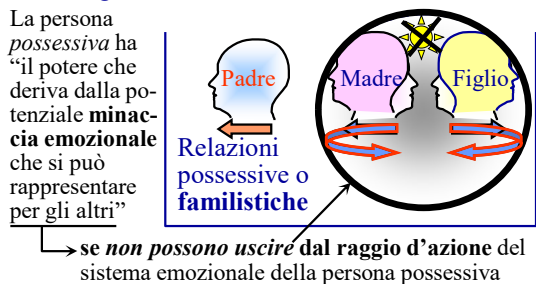 La persona
possessiva ha
“il potere che
deriva dalla po-
tenziale minac-
cia emozionale
che si può
rappresentare
per gli altri”
Padre
Madre
Figlio
Relazioni
possessive o
familistiche
se non possono uscire dal raggio d’azione del
sistema emozionale della persona possessiva